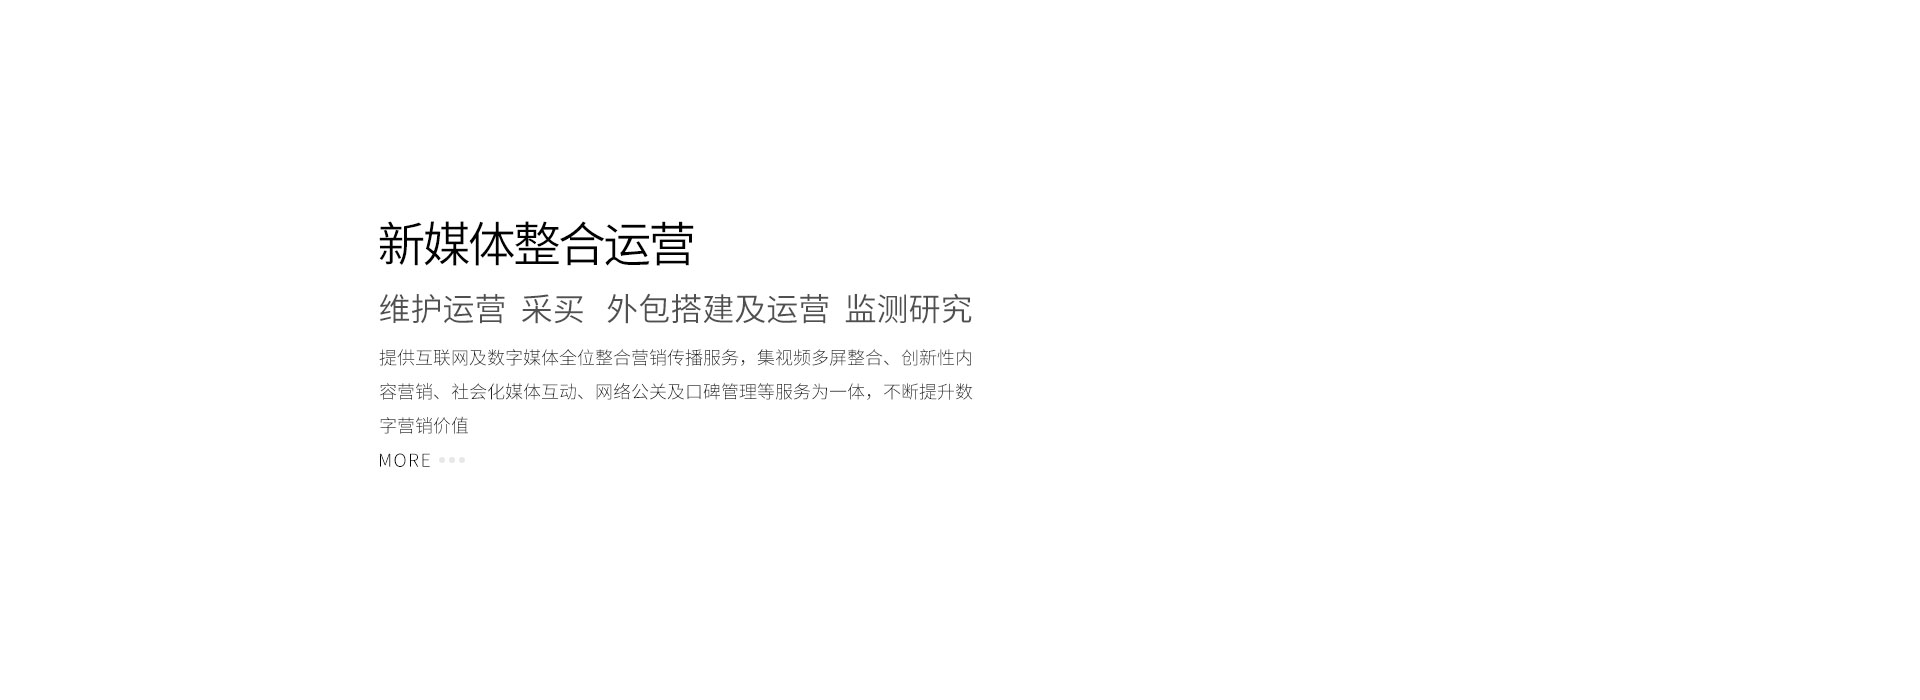 新媒体整合运营
维护运营 采买 外包搭建及运营 监测研究
提供互联网及数字媒体全位整合营销传播服务，集视频多屏整合、创新性内
容营销、社会化媒体互动、网络公关及口碑管理等服务为一体，不断提升数
字营销价值
MORE